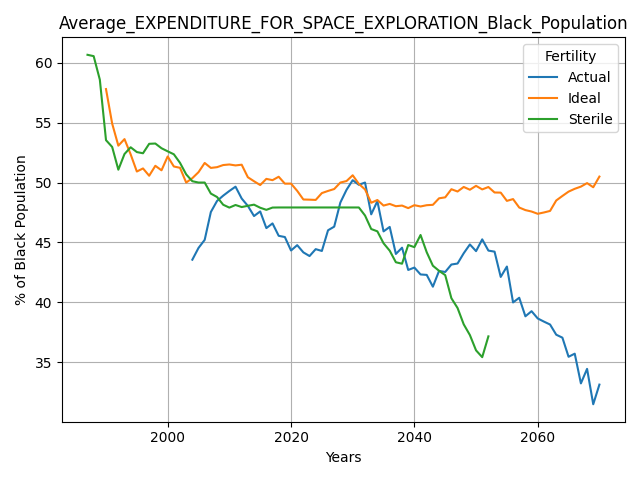 Average_EXPENDITURE_FOR_SPACE_EXPLORATION_Black_Population
Fertility
Actual
Ideal
Sterile
% of Black Population
60
55
50
45
40
35
2000 2020 2040 2060
Years